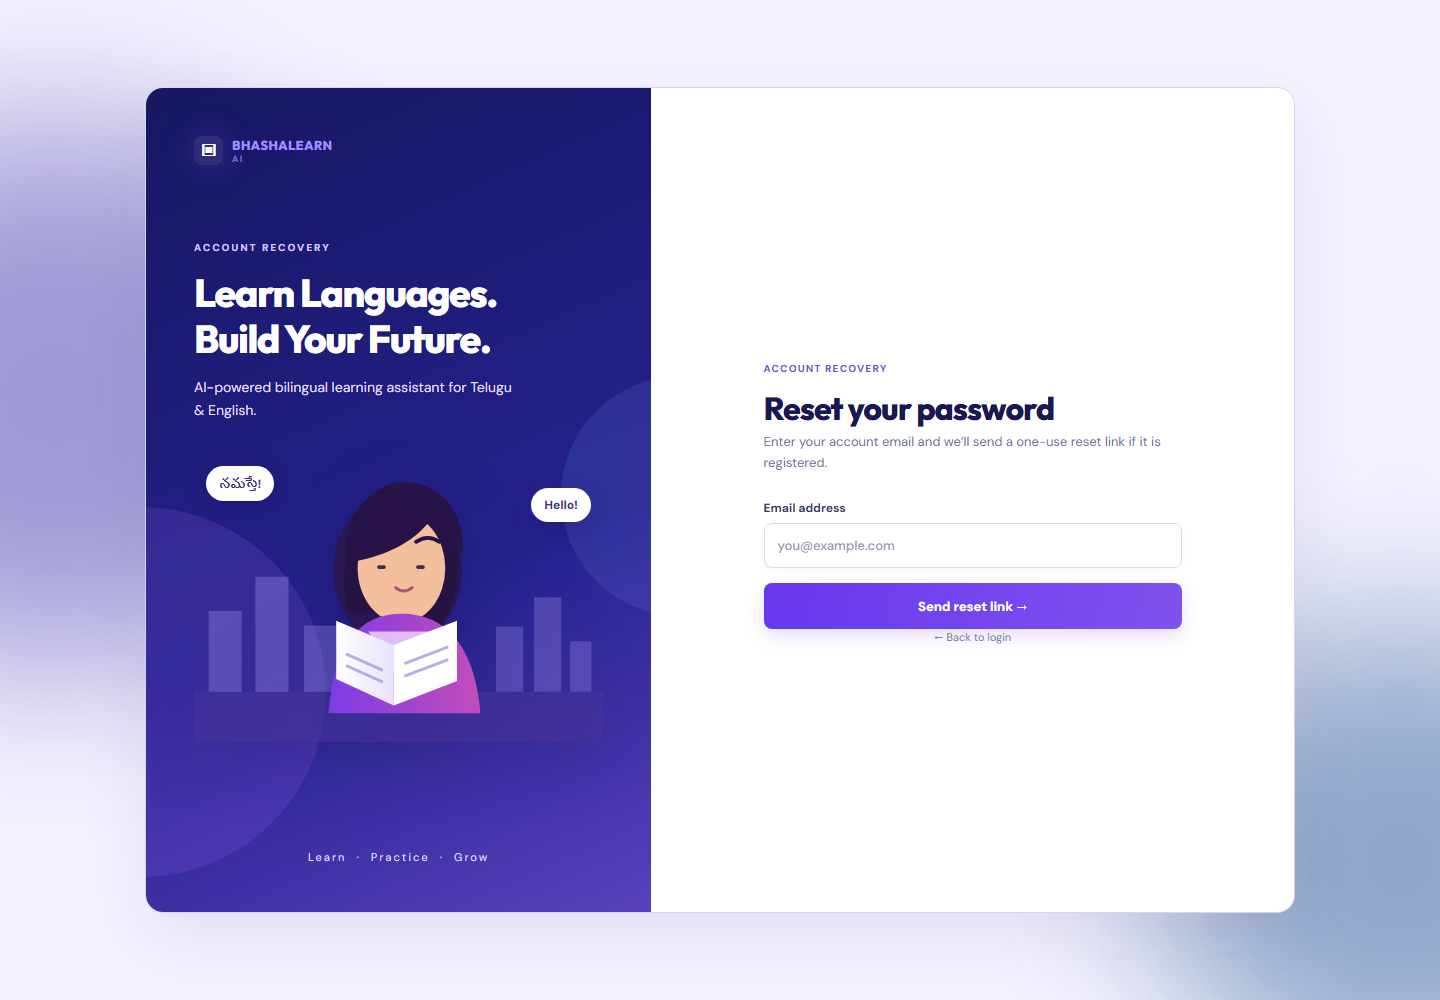 BHASHALEARN
AI
ACCOUNT RECOVERY
Learn Languages.
Build Your Future.
AI-powered bilingual learning assistant for Telugu
& English.
నమస్తే!
Hello!
Learn · Practice · Grow
ACCOUNT RECOVERY
Reset your password
Enter your account email and we’ll send a one-use reset link if it is
registered.
Email address
you@example.com
Send reset link →
← Back to login